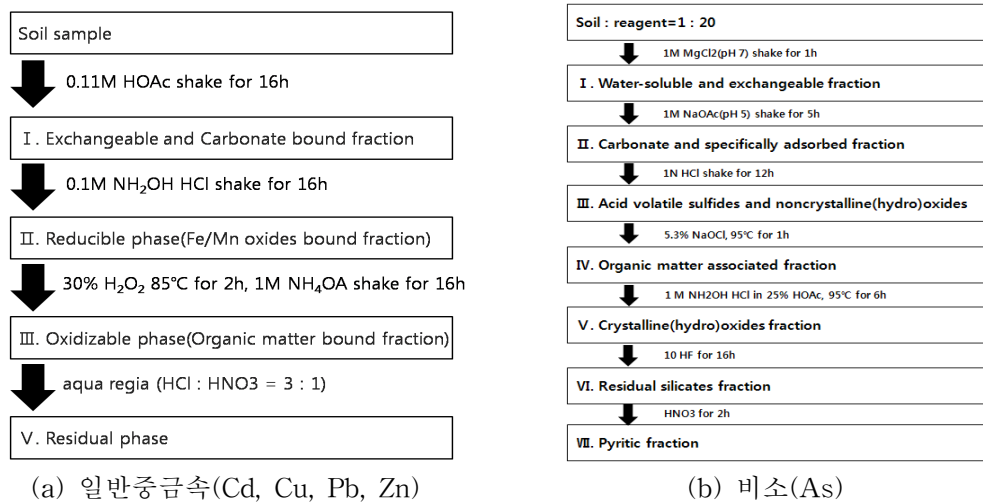 Soil sample
0.11M HOAc shake for 16h
Ⅰ. Exchangeable and Carbonate bound fraction
0.1M NH₂OH HCl shake for 16h
Ⅱ. Reducible phase(Fe/Mn oxides bound fraction)
30% H₂O₂ 85℃ for 2h, 1M NH₄OA shake for 16h
Ⅲ. Oxidizable phase(Organic matter bound fraction)
aqua regia (HCl : HNO3 = 3 : 1)
Ⅴ. Residual phase
(a) 일반중금속(Cd, Cu, Pb, Zn)
Soil : reagent=1 : 20
1M MgCl2(pH 7) shake for 1h
Ⅰ. Water-soluble and exchangeable fraction
1M NaOAc(pH 5) shake for 5h
Ⅱ. Carbonate and specifically adsorbed fraction
1N HCl shake for 12h
Ⅲ. Acid volatile sulfides and noncrystalline(hydro)oxides
5.3% NaOCl, 95℃ for 1h
Ⅳ. Organic matter associated fraction
1 M NH2OH HCl in 25% HOAc, 95℃ for 6h
Ⅴ. Crystalline(hydro)oxides fraction
10 HF for 16h
Ⅵ. Residual silicates fraction
HNO3 for 2h
Ⅶ. Pyritic fraction
(b) 비소(As)